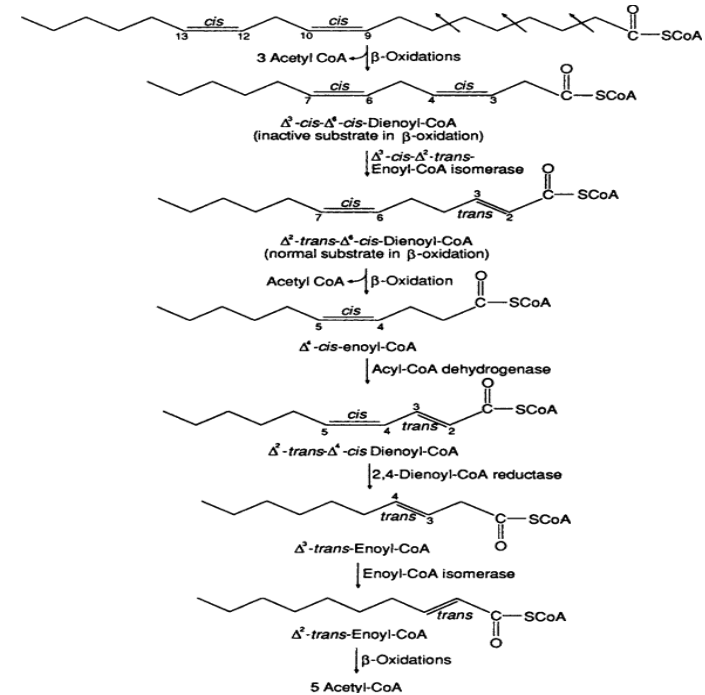 O
cis cis
13 12 10 9 C—SCoA
3 Acetyl CoA β-Oxidations
O
cis cis C—SCoA
7 6 4 3
Δ³-cis-Δ⁶-cis-Dienoyl-CoA
(inactive substrate in β-oxidation)
Δ³-cis-Δ²-trans-
Enoyl-CoA isomerase
O
3 C—SCoA
cis trans
7 6 2
Δ²-trans-Δ⁶-cis-Dienoyl-CoA
(normal substrate in β-oxidation)
Acetyl CoA β-Oxidation
O
C—SCoA
cis
5 4
Δ⁴-cis-enoyl-CoA
Acyl-CoA dehydrogenase
O
3 C—SCoA
cis trans
5 4 2
Δ²-trans-Δ⁴-cis Dienoyl-CoA
2,4-Dienoyl-CoA reductase
4
trans 3 C—SCoA
O
Δ³-trans-Enoyl-CoA
Enoyl-CoA isomerase
trans C—SCoA
O
Δ²-trans-Enoyl-CoA
β-Oxidations
5 Acetyl-CoA